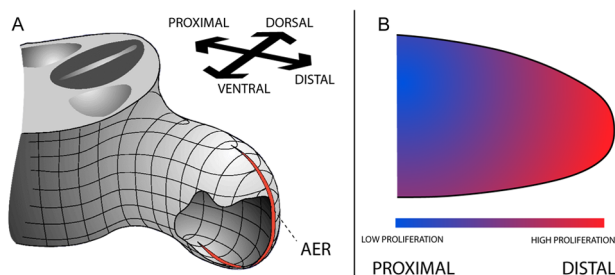 A
PROXIMAL
DORSAL
VENTRAL
DISTAL
AER
B
LOW PROLIFERATION
HIGH PROLIFERATION
PROXIMAL
DISTAL